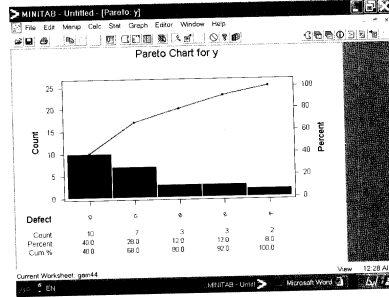 MINITAB - Untitled - [Pareto: y]
File Edit Manip Calc Stat Graph Editor Window Help
Pareto Chart for y
25
20
15
10
5
0
Count
100
80
60
40
20
0
Percent
Defect
Count 10 7 3 3 2
Percent 40.0 28.0 12.0 12.0 8.0
Cum % 40.0 68.0 80.0 92.0 100.0
Current Worksheet: gam44
View 12:28 AM
EN
MINITAB - Untitl
Microsoft Word